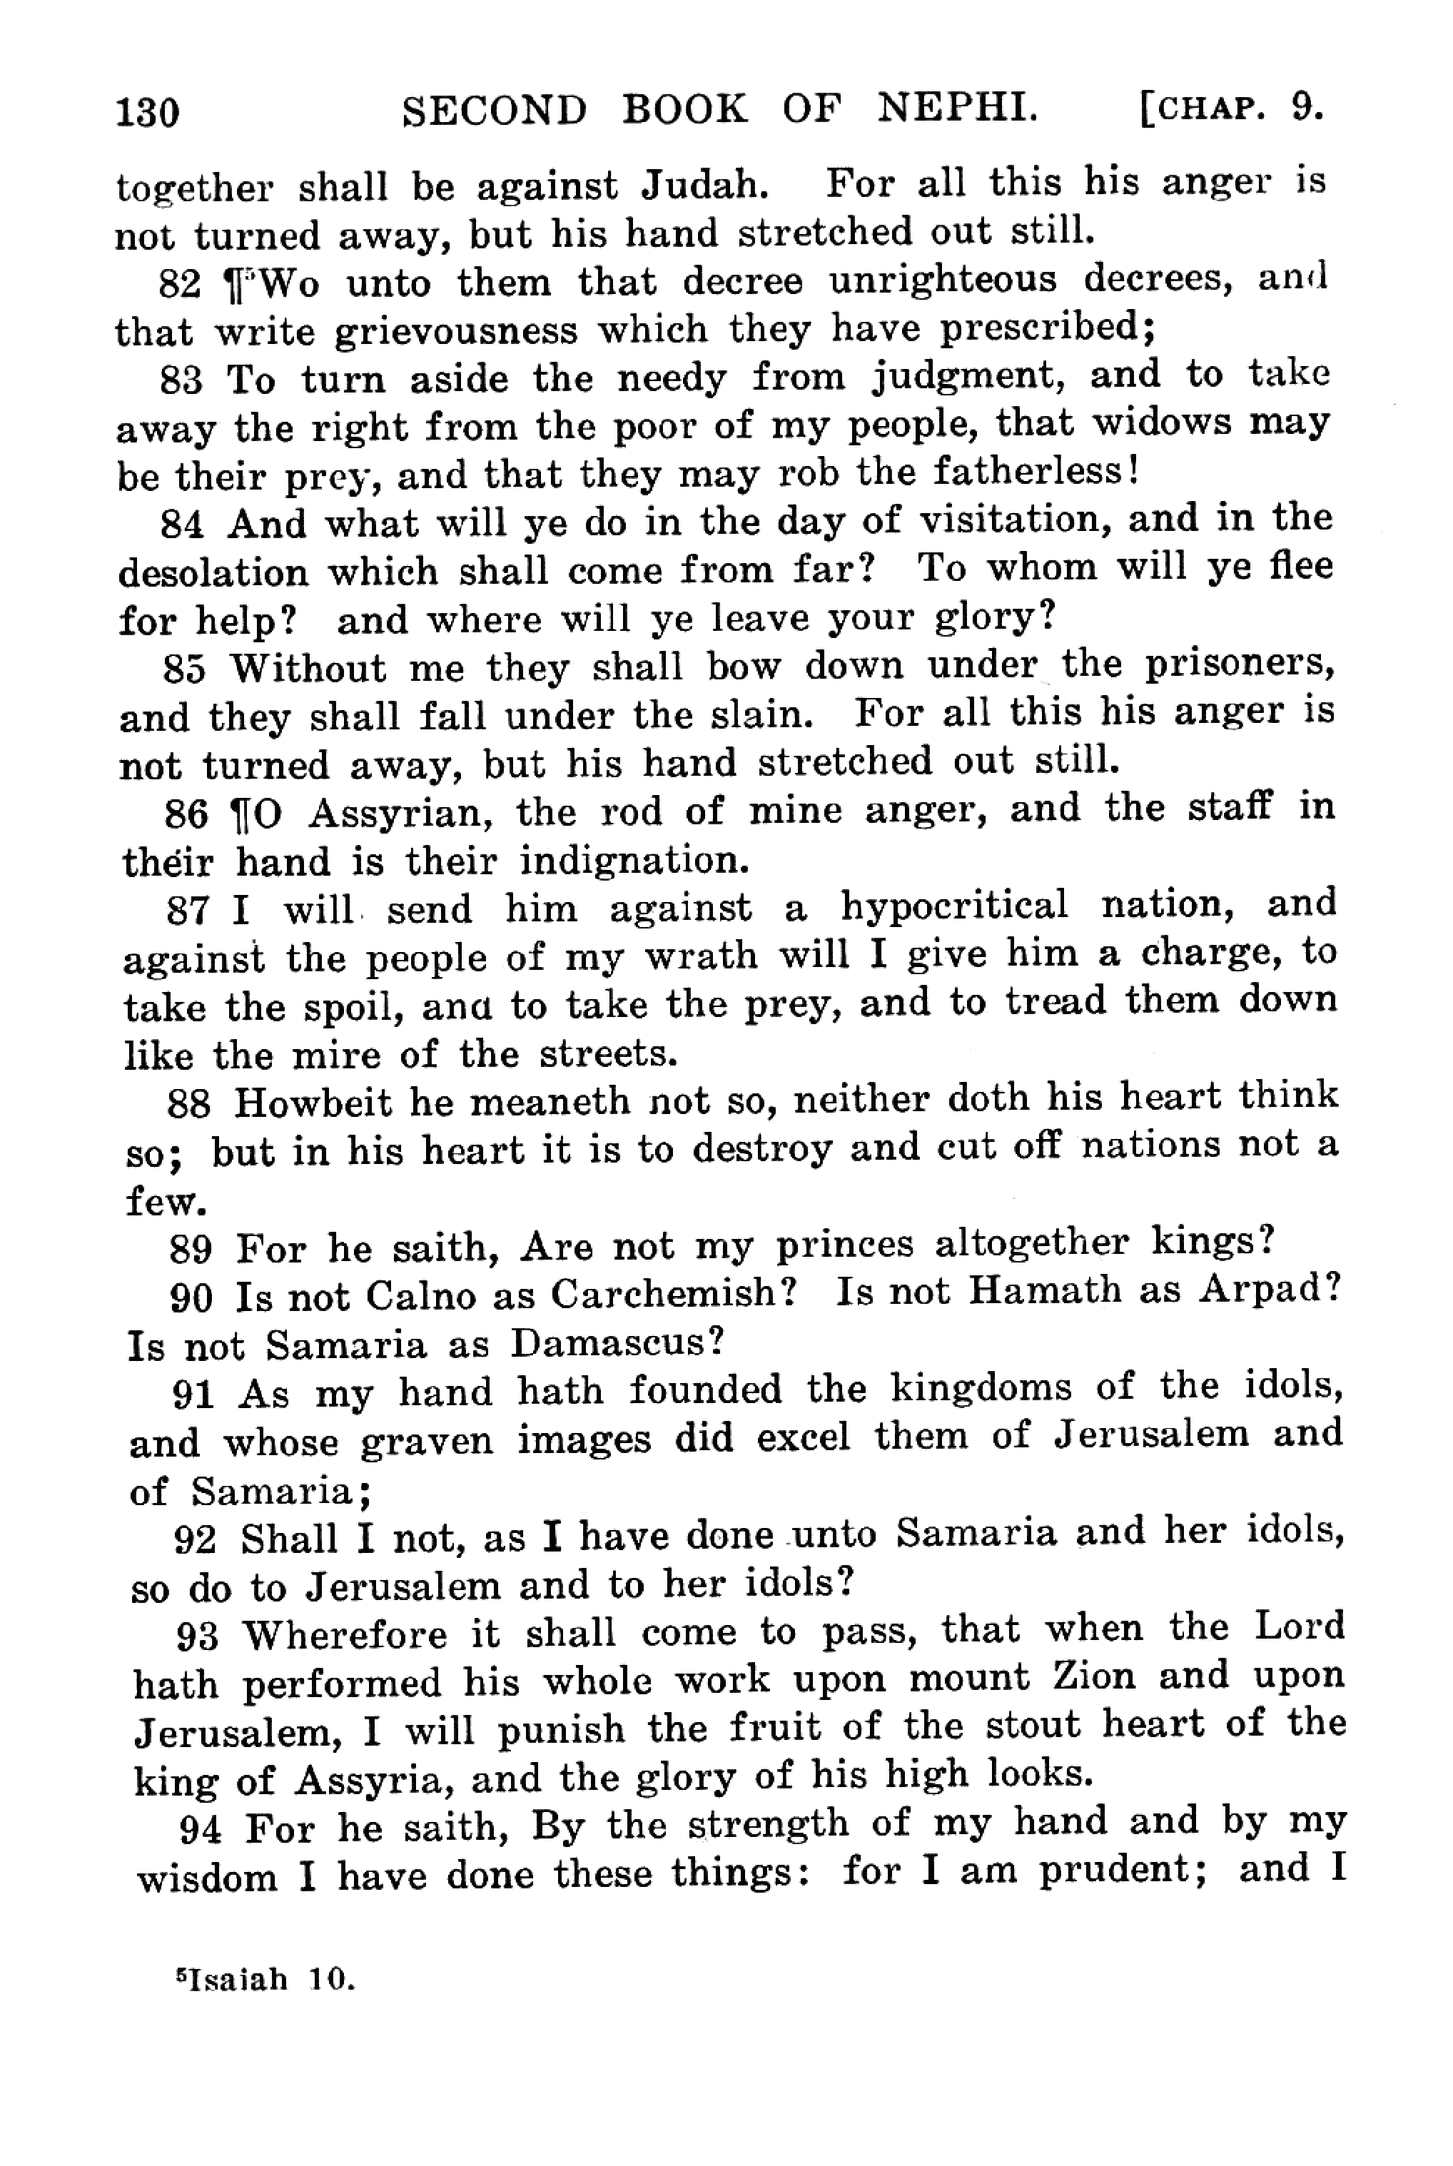 130 SECOND BOOK OF NEPHI. [CHAP. 9.
together shall be against Judah. For all this his anger is
not turned away, but his hand stretched out still.
82 ¶⁵Wo unto them that decree unrighteous decrees, and
that write grievousness which they have prescribed;
83 To turn aside the needy from judgment, and to take
away the right from the poor of my people, that widows may
be their prey, and that they may rob the fatherless!
84 And what will ye do in the day of visitation, and in the
desolation which shall come from far? To whom will ye flee
for help? and where will ye leave your glory?
85 Without me they shall bow down under the prisoners,
and they shall fall under the slain. For all this his anger is
not turned away, but his hand stretched out still.
86 ¶O Assyrian, the rod of mine anger, and the staff in
their hand is their indignation.
87 I will send him against a hypocritical nation, and
against the people of my wrath will I give him a charge, to
take the spoil, and to take the prey, and to tread them down
like the mire of the streets.
88 Howbeit he meaneth not so, neither doth his heart think
so; but in his heart it is to destroy and cut off nations not a
few.
89 For he saith, Are not my princes altogether kings?
90 Is not Calno as Carchemish? Is not Hamath as Arpad?
Is not Samaria as Damascus?
91 As my hand hath founded the kingdoms of the idols,
and whose graven images did excel them of Jerusalem and
of Samaria;
92 Shall I not, as I have done unto Samaria and her idols,
so do to Jerusalem and to her idols?
93 Wherefore it shall come to pass, that when the Lord
hath performed his whole work upon mount Zion and upon
Jerusalem, I will punish the fruit of the stout heart of the
king of Assyria, and the glory of his high looks.
94 For he saith, By the strength of my hand and by my
wisdom I have done these things: for I am prudent; and I
⁵Isaiah 10.